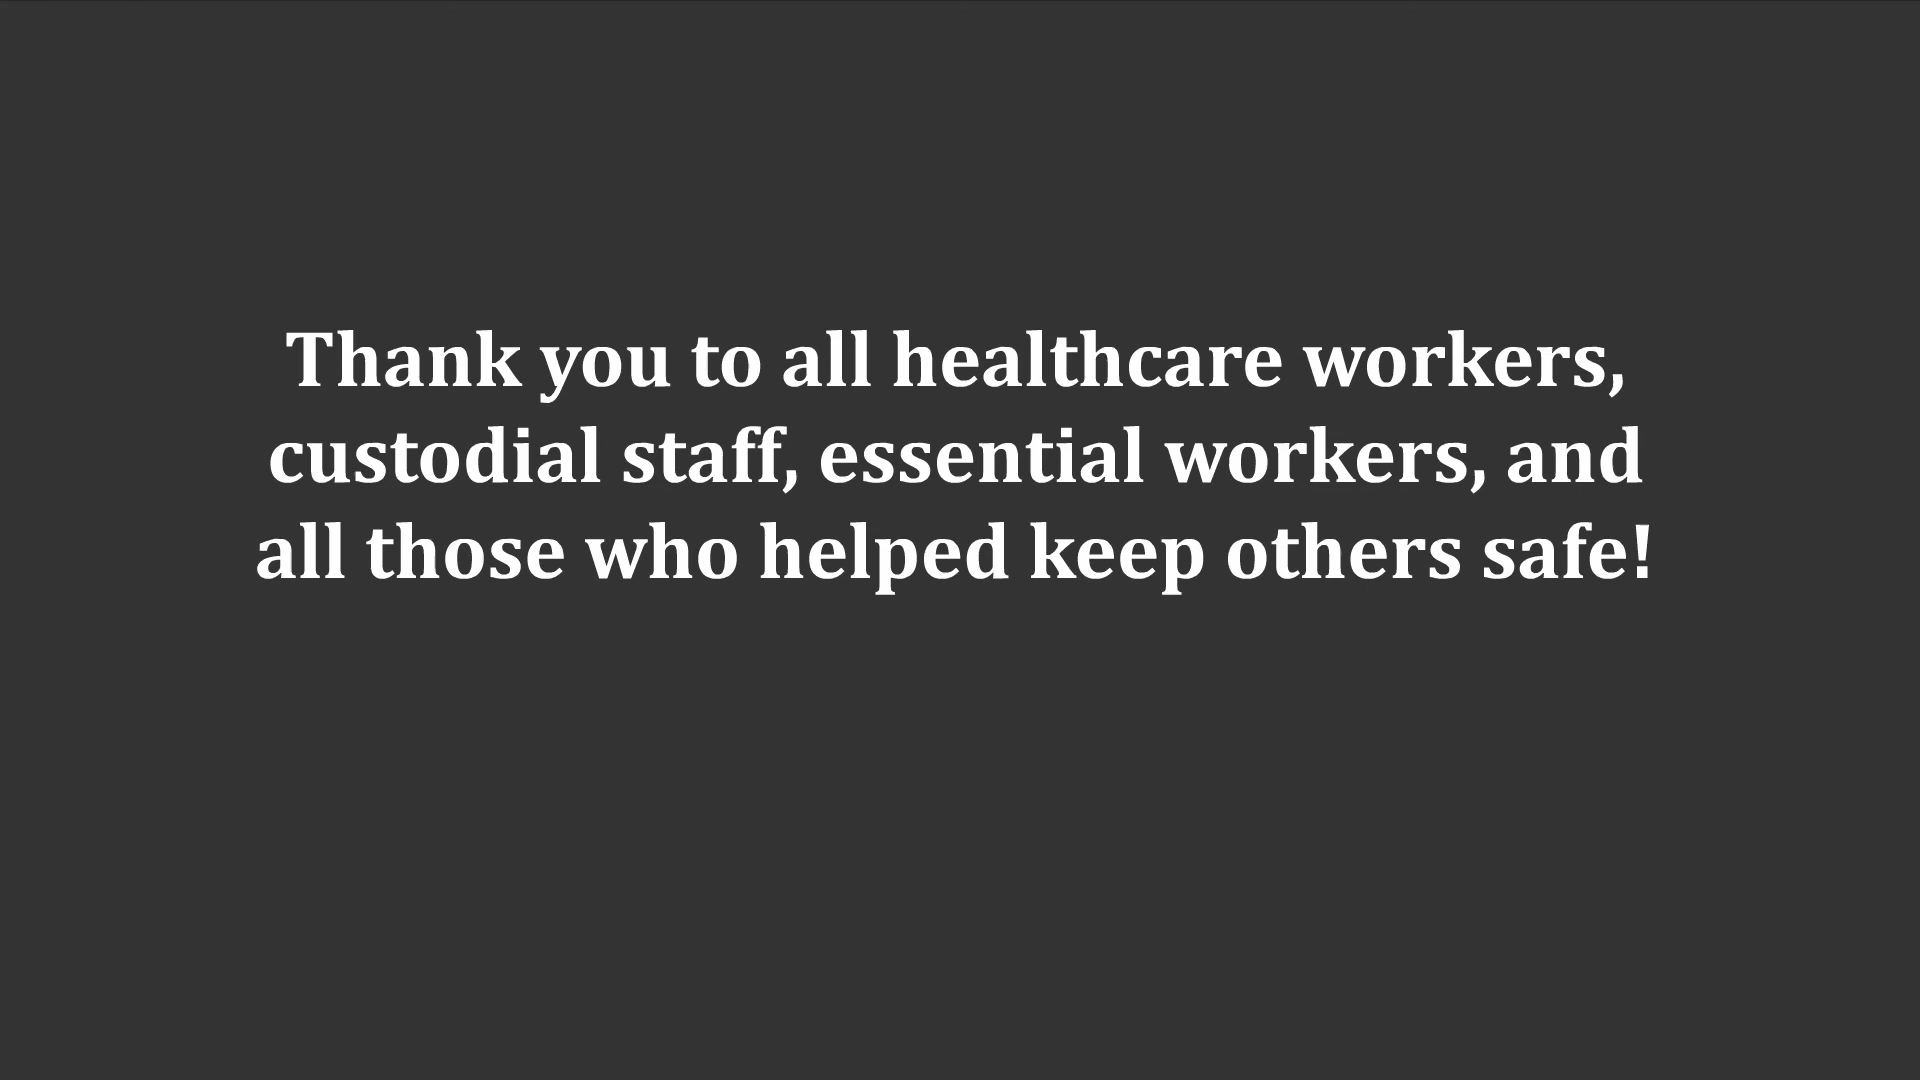 Thank you to all healthcare workers,
custodial staff, essential workers, and
all those who helped keep others safe!